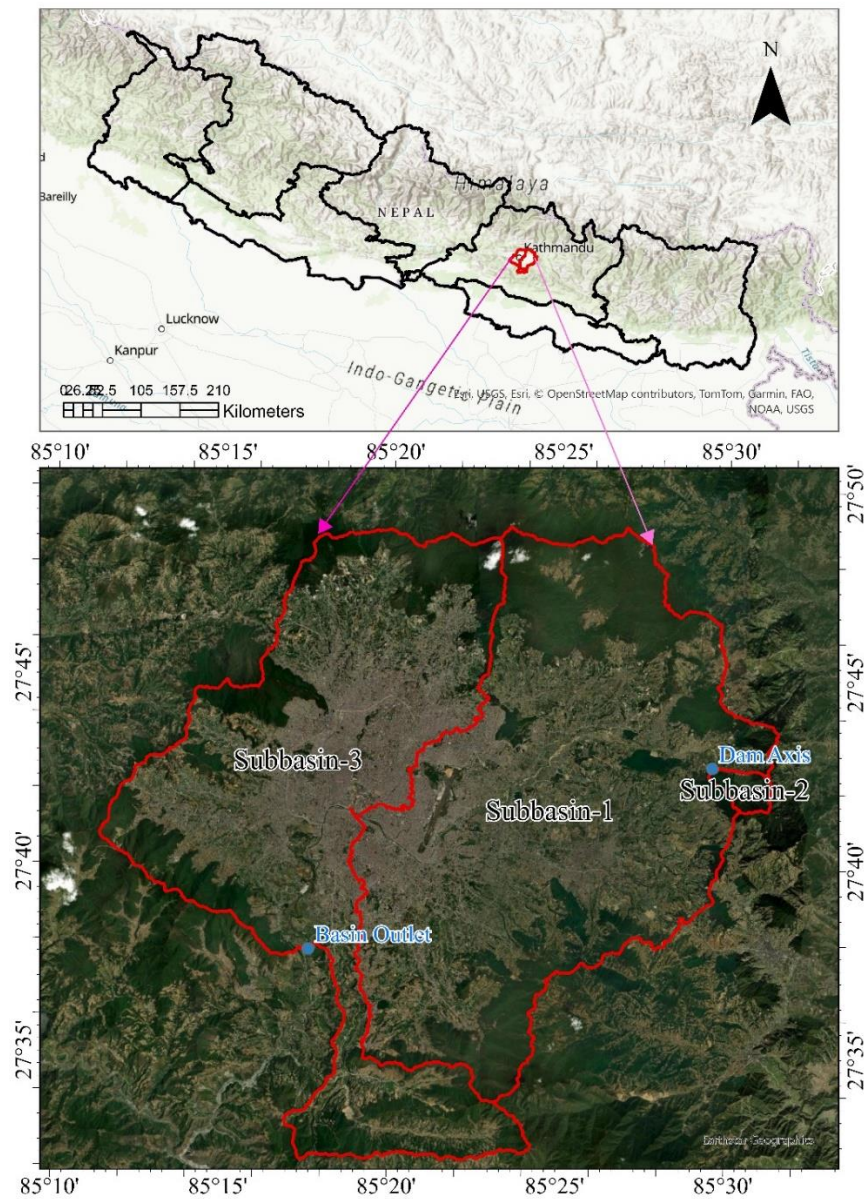 N
Himalaya
Bareilly
NEPAL
Kathmandu
Lucknow
Kanpur
Indo-Gangetic Plain
Tista
Esri, USGS, Esri, © OpenStreetMap contributors, TomTom, Garmin, FAO,
NOAA, USGS
105 157.5 210
Kilometers
85°10' 85°15' 85°20' 85°25' 85°30'
27°50'
27°45' 27°45'
Dam Axis
Subbasin-3
Subbasin-2
Subbasin-1
27°40' 27°40'
Basin Outlet
27°35' 27°35'
Earthstar Geographics
85°10' 85°15' 85°20' 85°25' 85°30'